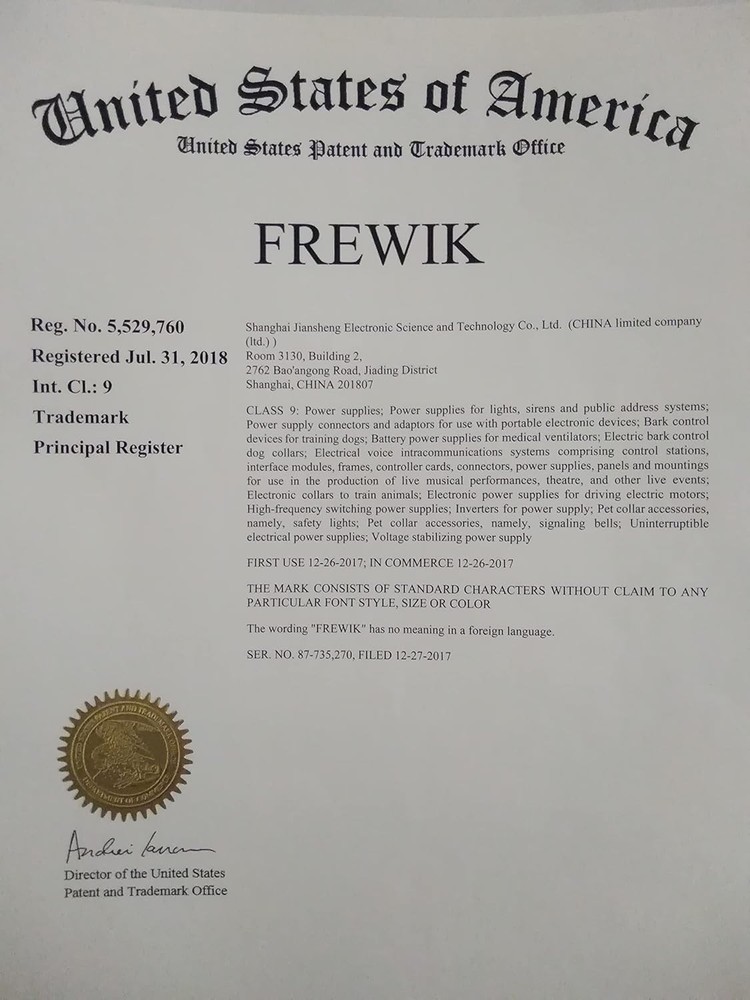 United States of America
United States Patent and Trademark Office
FREWIK
Reg. No. 5,529,760
Registered Jul. 31, 2018
Int. Cl.: 9
Trademark
Principal Register
Shanghai Jiansheng Electronic Science and Technology Co., Ltd. (CHINA limited company
(ltd.) )
Room 3130, Building 2,
2762 Bao'angong Road, Jiading District
Shanghai, CHINA 201807
CLASS 9: Power supplies; Power supplies for lights, sirens and public address systems;
Power supply connectors and adaptors for use with portable electronic devices; Bark control
devices for training dogs; Battery power supplies for medical ventilators; Electric bark control
dog collars; Electrical voice intracommunications systems comprising control stations,
interface modules, frames, controller cards, connectors, power supplies, panels and mountings
for use in the production of live musical performances, theatre, and other live events;
Electronic collars to train animals; Electronic power supplies for driving electric motors;
High-frequency switching power supplies; Inverters for power supply; Pet collar accessories,
namely, safety lights; Pet collar accessories, namely, signaling bells; Uninterruptible
electrical power supplies; Voltage stabilizing power supply
FIRST USE 12-26-2017; IN COMMERCE 12-26-2017
THE MARK CONSISTS OF STANDARD CHARACTERS WITHOUT CLAIM TO ANY
PARTICULAR FONT STYLE, SIZE OR COLOR
The wording "FREWIK" has no meaning in a foreign language.
SER. NO. 87-735,270, FILED 12-27-2017
Director of the United States
Patent and Trademark Office